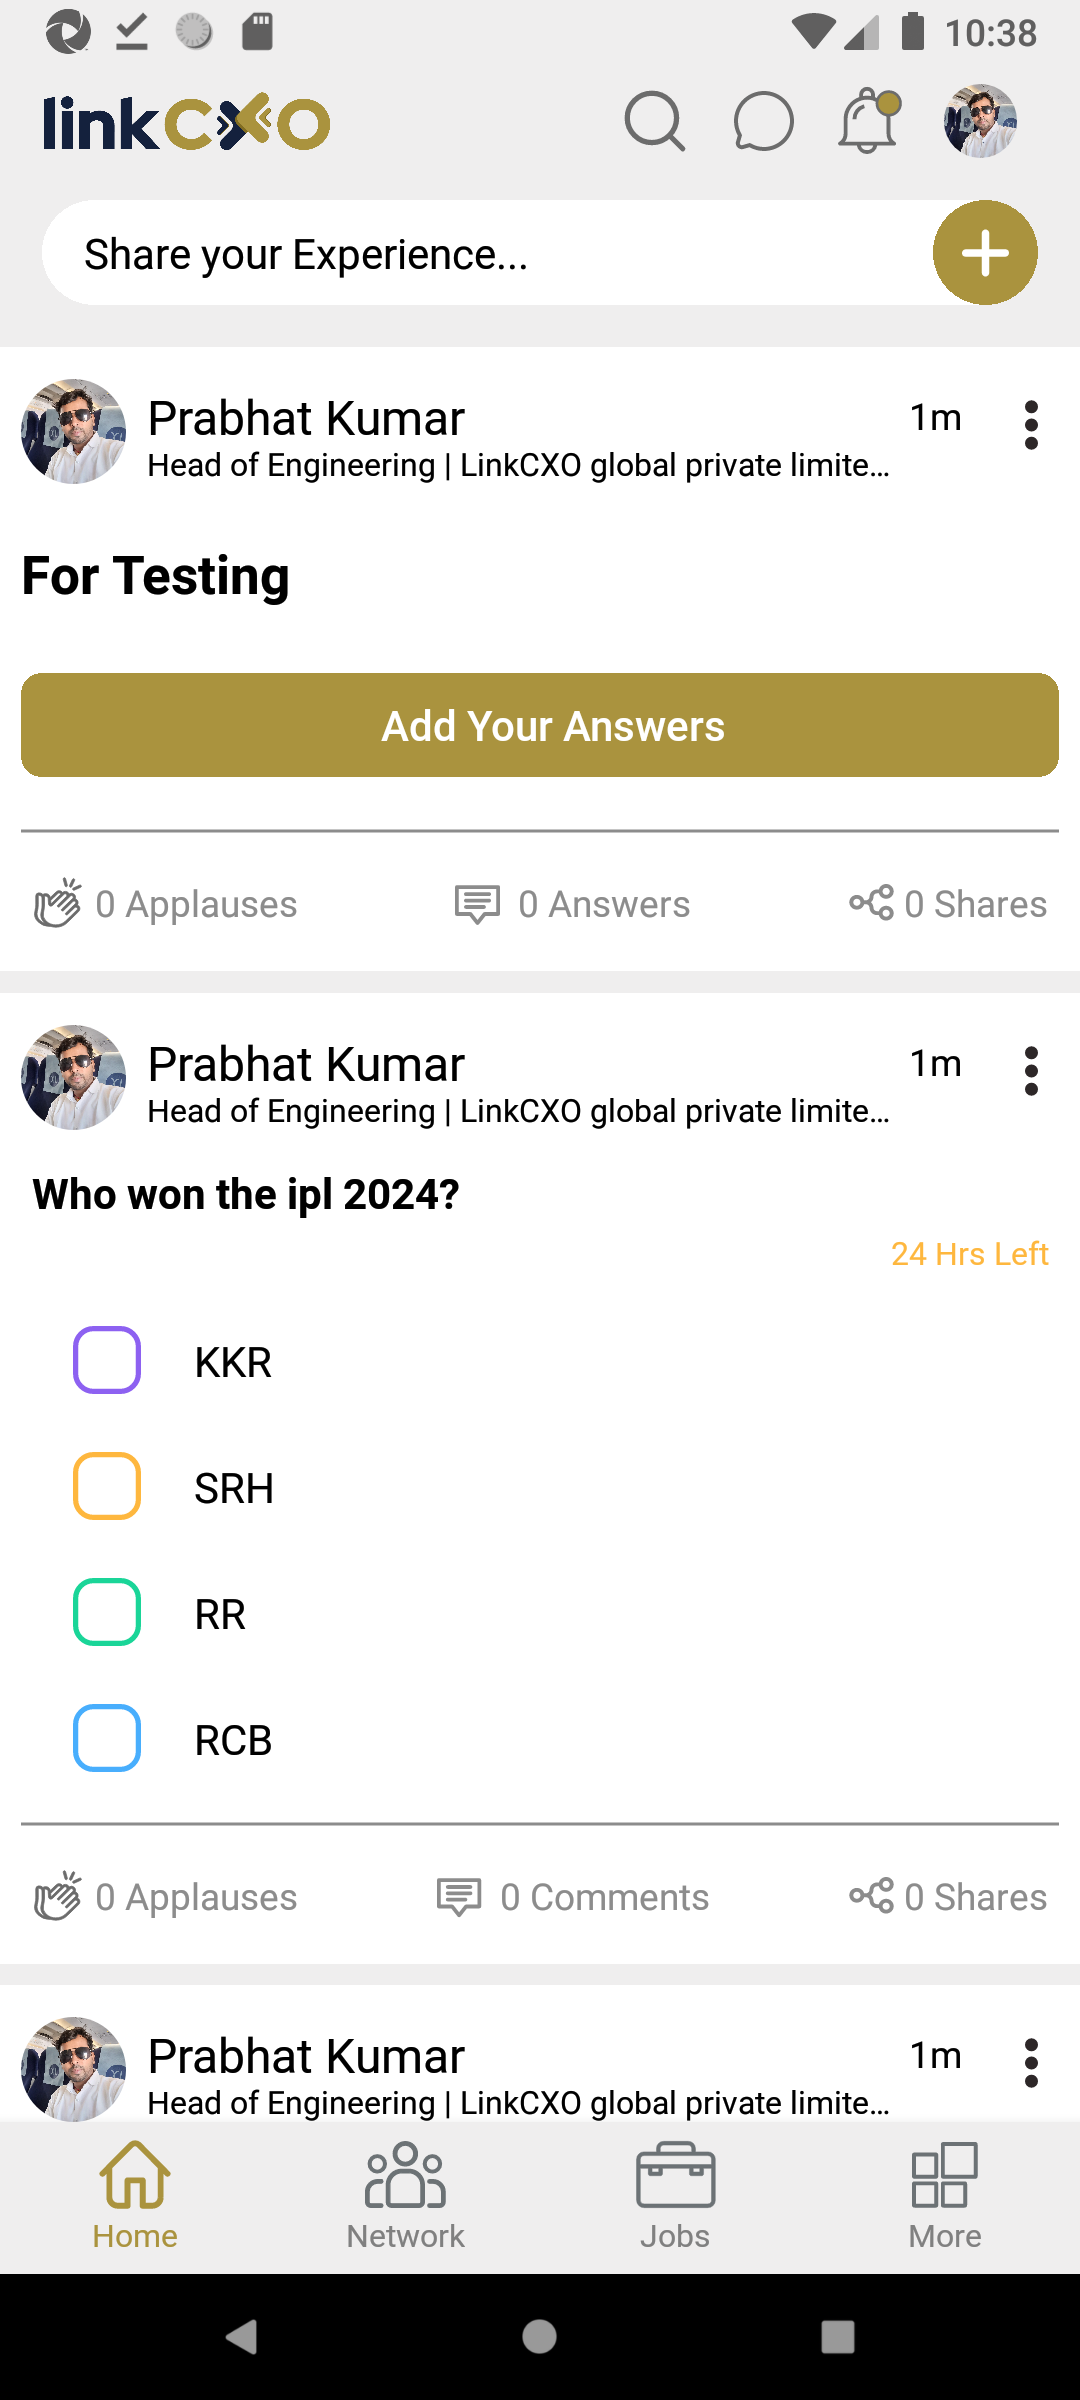 10:38
linkCXO
Share your Experience...
Prabhat Kumar
1m
Head of Engineering | LinkCXO global private limite...
For Testing
Add Your Answers
0 Applauses
0 Answers
0 Shares
Prabhat Kumar
1m
Head of Engineering | LinkCXO global private limite...
Who won the ipl 2024?
24 Hrs Left
KKR
SRH
RR
RCB
0 Applauses
0 Comments
0 Shares
Prabhat Kumar
1m
Head of Engineering | LinkCXO global private limite...
Home
Network
Jobs
More